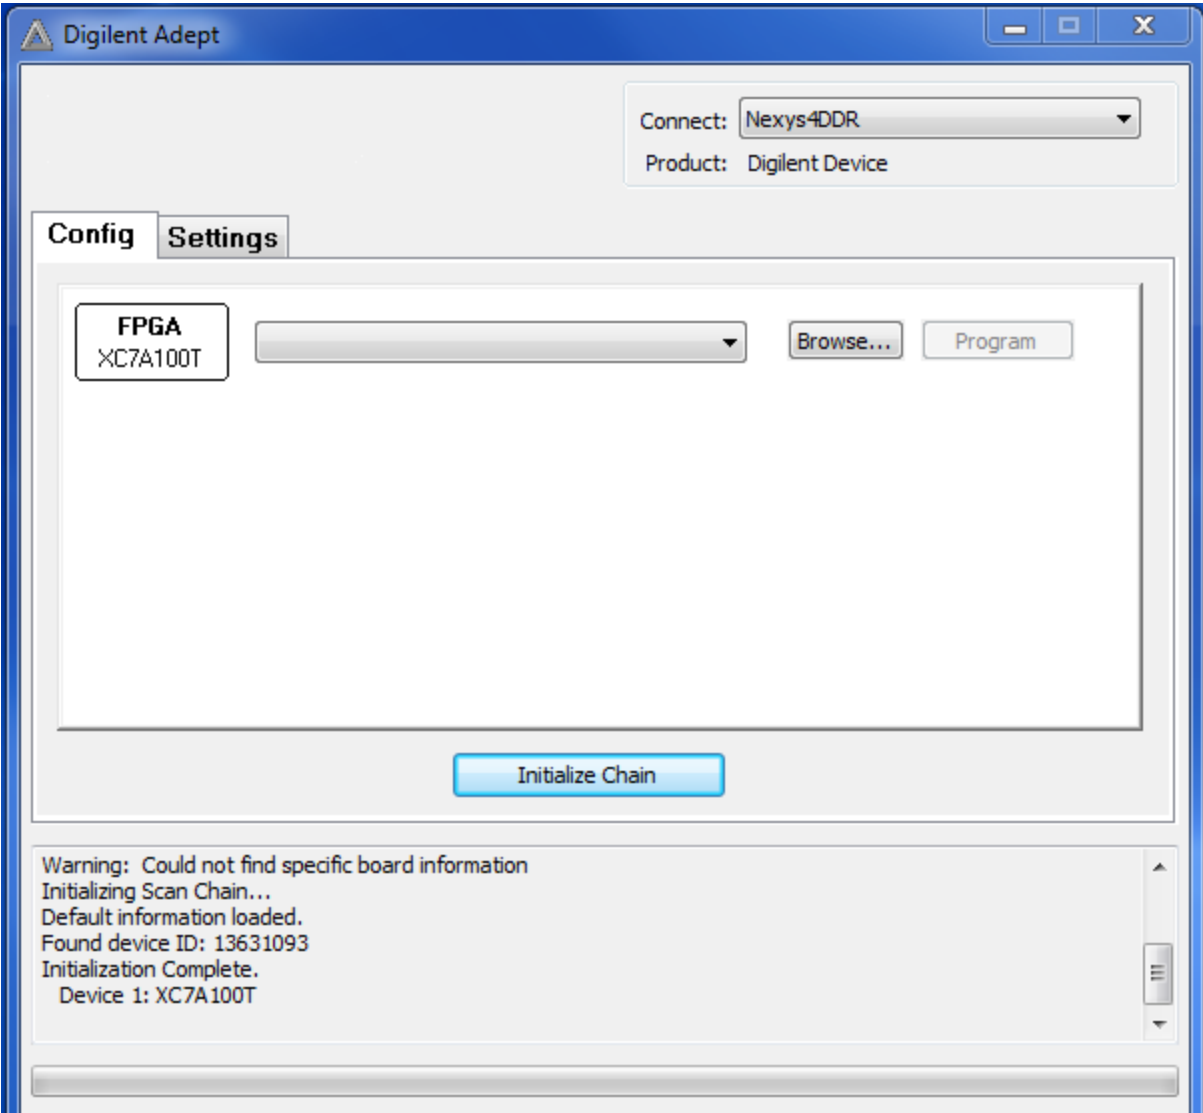 Digilent Adept
Connect: Nexys4DDR
Product: Digilent Device
Config Settings
FPGA
XC7A100T
Browse... Program
Initialize Chain
Warning: Could not find specific board information
Initializing Scan Chain...
Default information loaded.
Found device ID: 13631093
Initialization Complete.
Device 1: XC7A100T